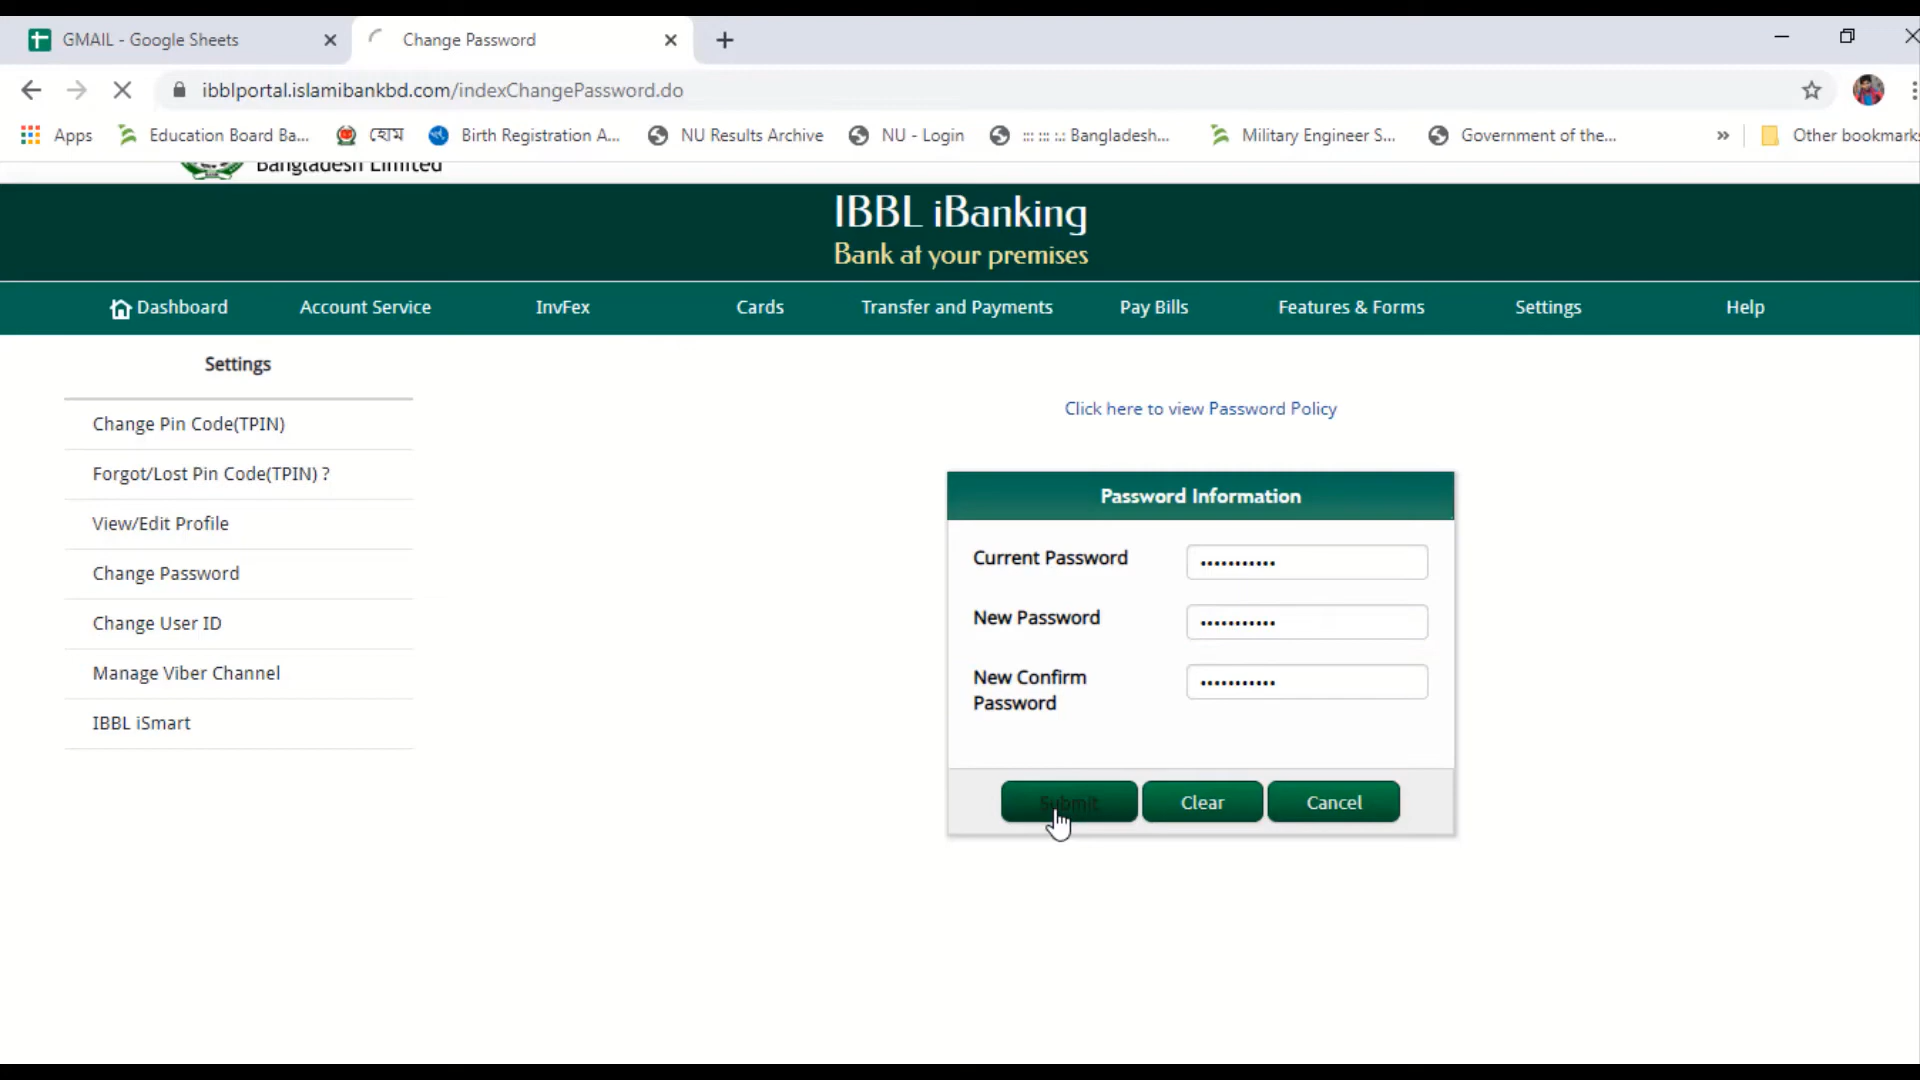 GMAIL - Google Sheets
Change Password
ibblportal.islamibankbd.com/indexChangePassword.do
Apps
Education Board Ba...
হোম
Birth Registration A...
NU Results Archive
NU - Login
::: ::: :.: Bangladesh...
Military Engineer S...
Government of the...
»
Other bookmarks
Bangladesh Limited
IBBL iBanking
Bank at your premises
Dashboard
Account Service
InvFex
Cards
Transfer and Payments
Pay Bills
Features & Forms
Settings
Help
Settings
Change Pin Code(TPIN)
Forgot/Lost Pin Code(TPIN) ?
View/Edit Profile
Change Password
Change User ID
Manage Viber Channel
IBBL iSmart
Click here to view Password Policy
Password Information
Current Password
•••••••••••
New Password
•••••••••••
New Confirm
Password
•••••••••••
Submit
Clear
Cancel